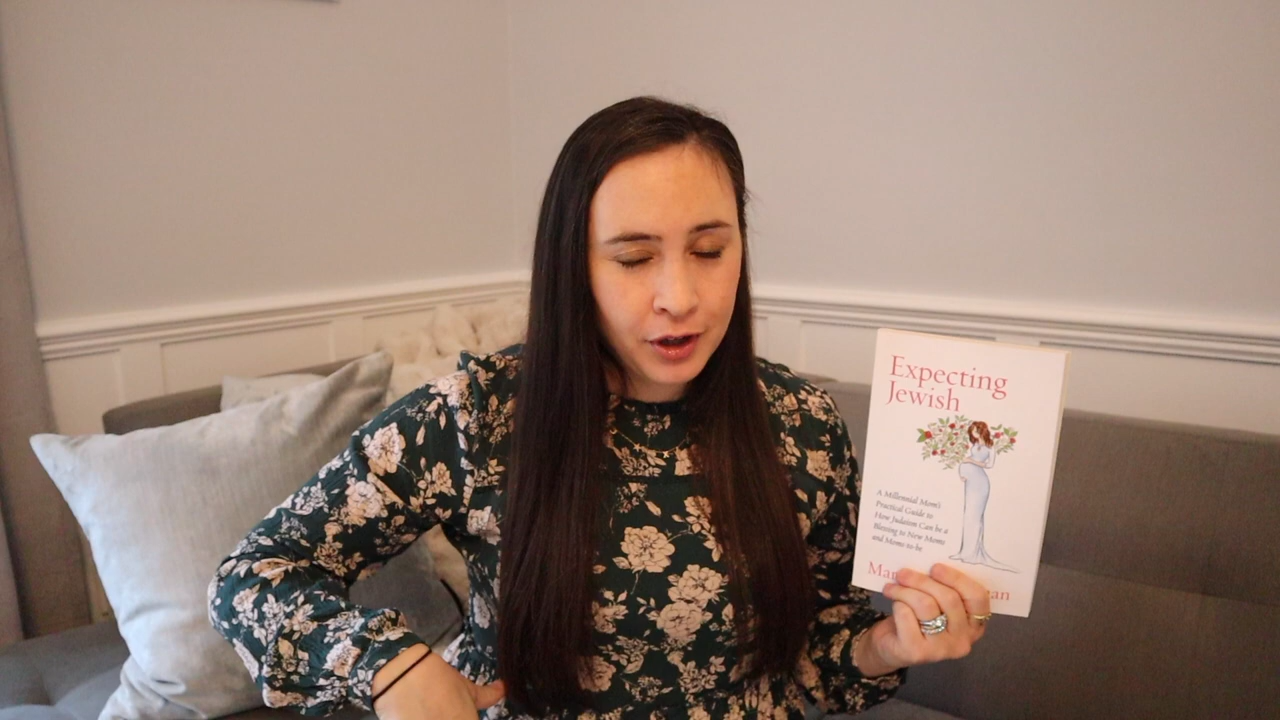 Expecting
Jewish
A Millennial Mom's
Practical Guide to
How Judaism Can be a
Blessing to New Moms
and Moms-to-be